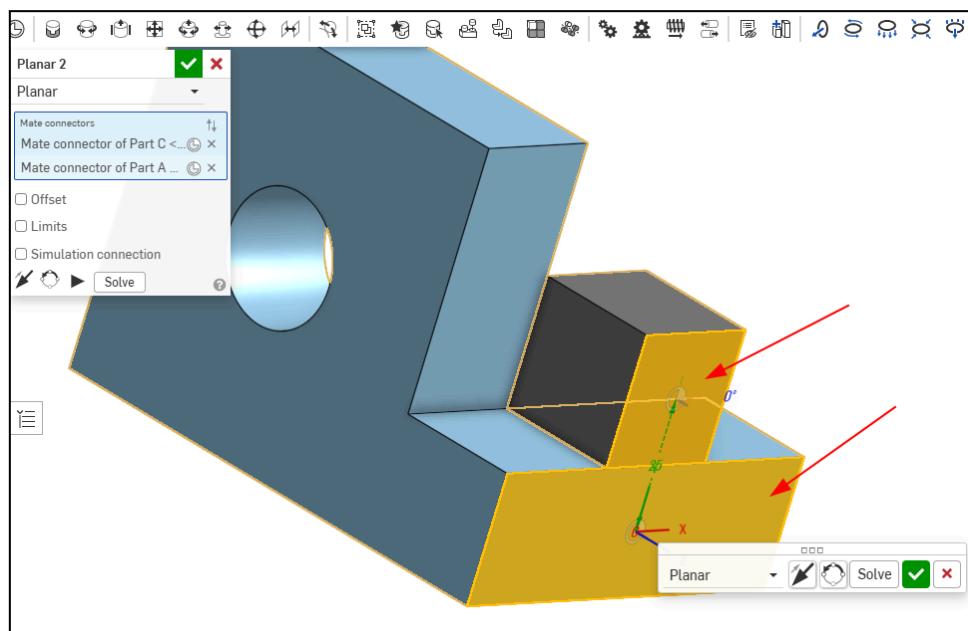 Planar 2
Planar
Mate connectors
Mate connector of Part C <...
Mate connector of Part A ...
Offset
Limits
Simulation connection
Solve
0°
25
X
Planar
Solve